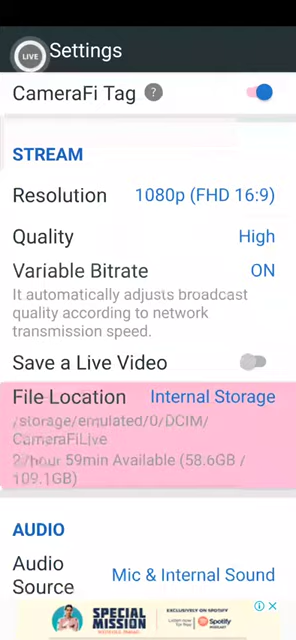 LIVE
Settings
CameraFi Tag ?
STREAM
Resolution 1080p (FHD 16:9)
Quality High
Variable Bitrate ON
It automatically adjusts broadcast
quality according to network
transmission speed.
Save a Live Video
File Location Internal Storage
/storage/emulated/0/DCIM/
CameraFiLive
59min Available (58.6GB /
109.1GB)
AUDIO
Audio
Source
Mic & Internal Sound
SPECIAL
MISSION
EXCLUSIVELY ON SPOTIFY
Listen now
for free
Spotify